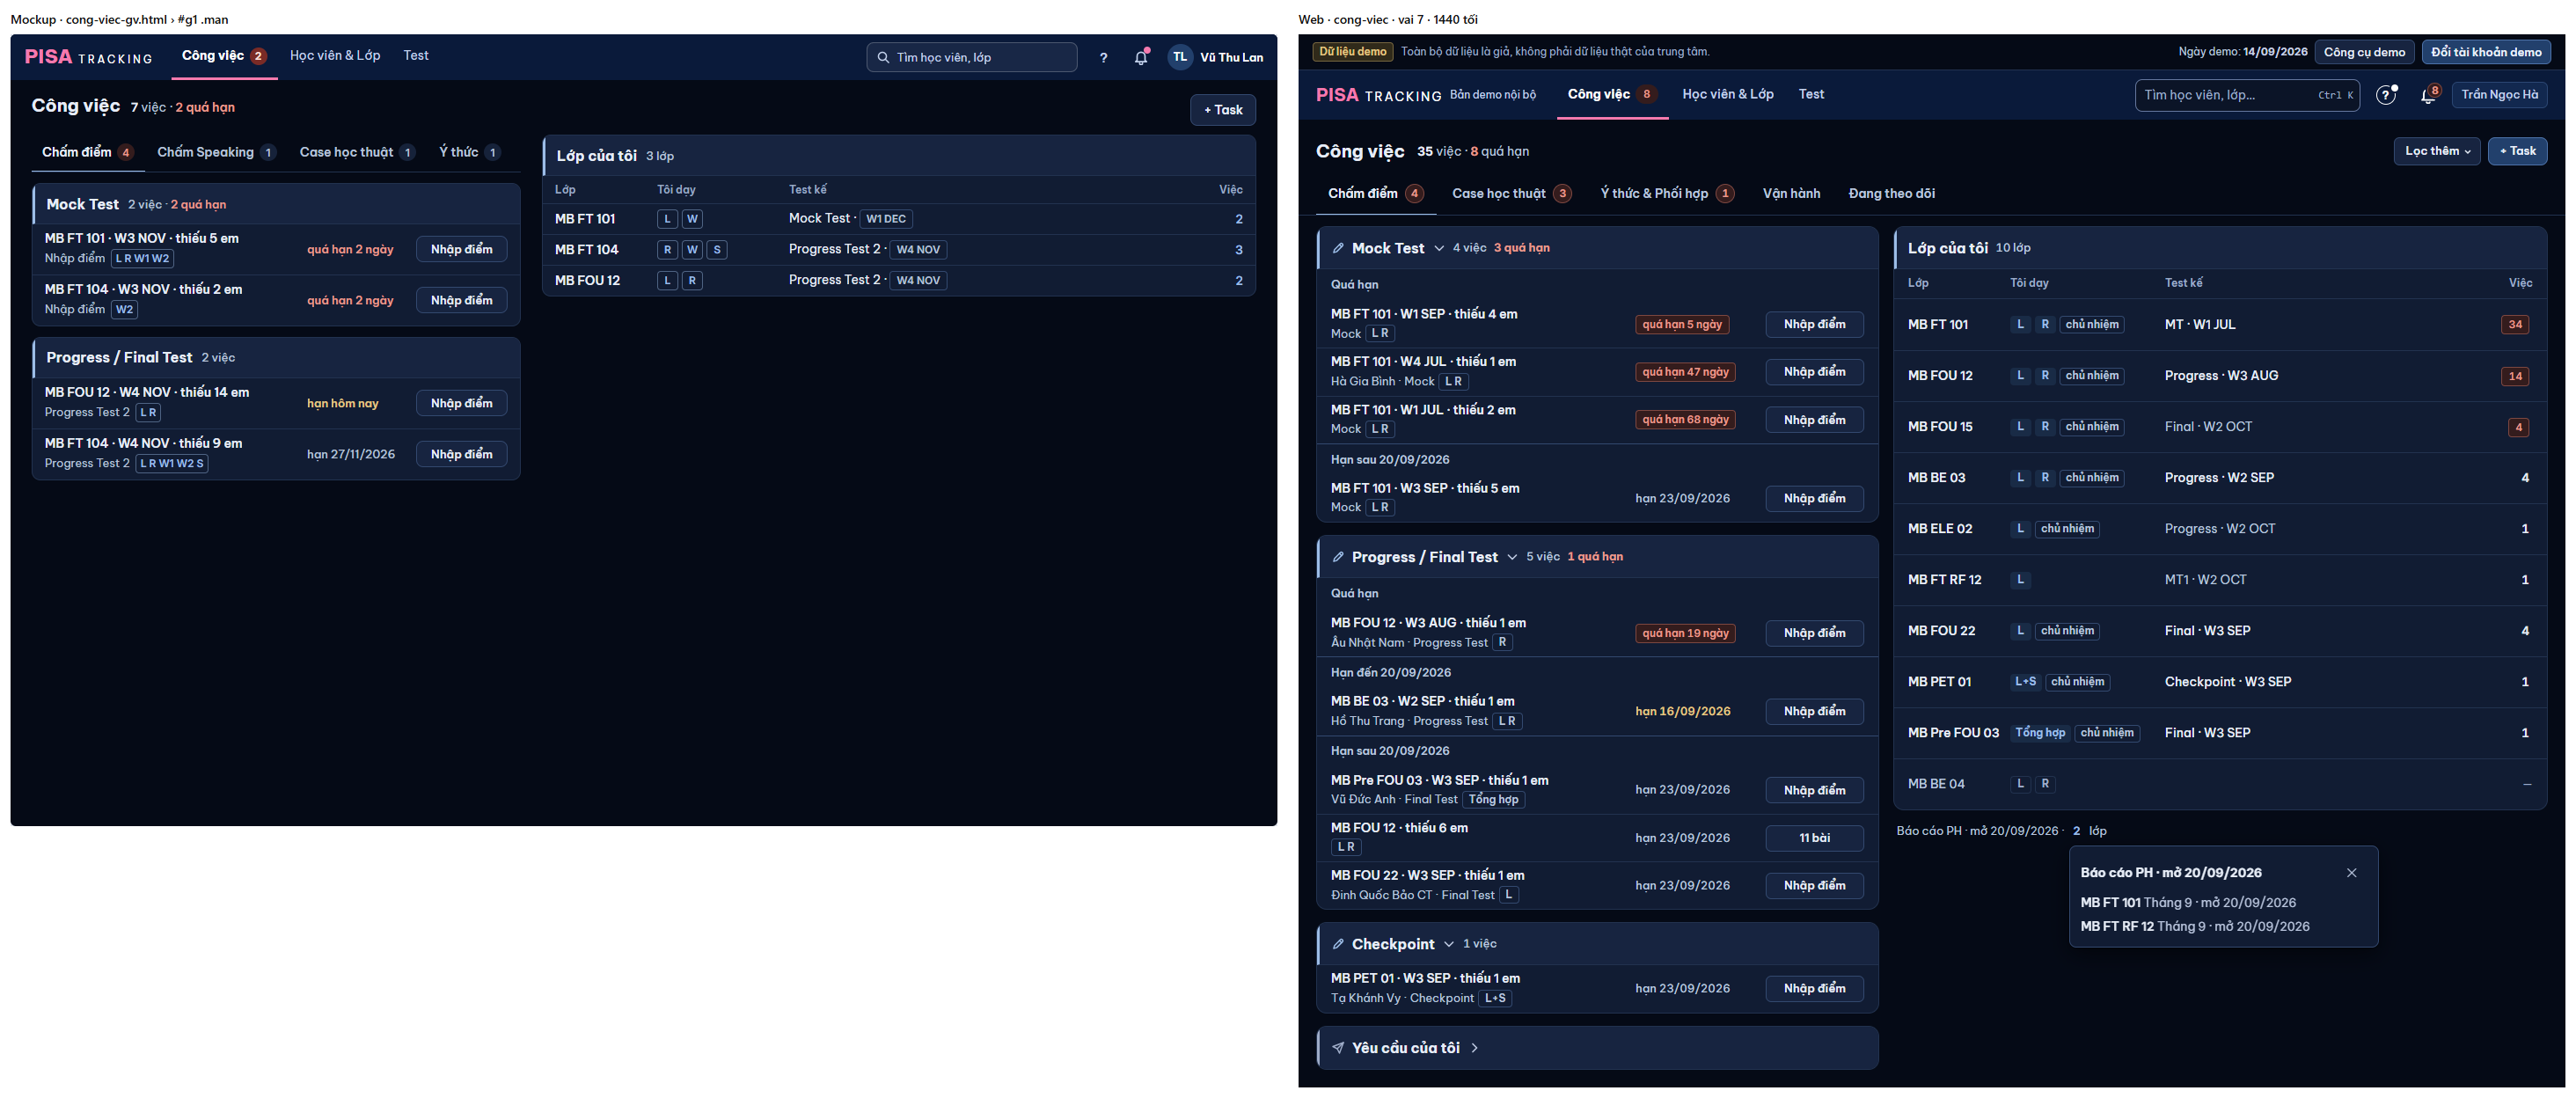 Mockup · cong-viec-gv.html › #g1 .man
PISA TRACKING Công việc 2 Học viên & Lớp Test Tìm học viên, lớp ? TL Vũ Thu Lan
Công việc 7 việc · 2 quá hạn + Task
Chấm điểm 4 Chấm Speaking 1 Case học thuật 1 Ý thức 1
Mock Test 2 việc · 2 quá hạn
MB FT 101 · W3 NOV · thiếu 5 em
Nhập điểm L R W1 W2
quá hạn 2 ngày Nhập điểm
MB FT 104 · W3 NOV · thiếu 2 em
Nhập điểm W2
quá hạn 2 ngày Nhập điểm
Progress / Final Test 2 việc
MB FOU 12 · W4 NOV · thiếu 14 em
Progress Test 2 L R
hạn hôm nay Nhập điểm
MB FT 104 · W4 NOV · thiếu 9 em
Progress Test 2 L R W1 W2 S
hạn 27/11/2026 Nhập điểm
Lớp của tôi 3 lớp
Lớp Tôi dạy Test kế Việc
MB FT 101 L W Mock Test · W1 DEC 2
MB FT 104 R W S Progress Test 2 · W4 NOV 3
MB FOU 12 L R Progress Test 2 · W4 NOV 2
Web · cong-viec · vai 7 · 1440 tối
Dữ liệu demo Toàn bộ dữ liệu là giả, không phải dữ liệu thật của trung tâm. Ngày demo: 14/09/2026 Công cụ demo Đổi tài khoản demo
PISA TRACKING Bản demo nội bộ Công việc 8 Học viên & Lớp Test Tìm học viên, lớp... Ctrl K ? 8 Trần Ngọc Hà
Công việc 35 việc · 8 quá hạn Lọc thêm + Task
Chấm điểm 4 Case học thuật 3 Ý thức & Phối hợp 1 Vận hành Đang theo dõi
Mock Test 4 việc 3 quá hạn
Quá hạn
MB FT 101 · W1 SEP · thiếu 4 em
Mock L R
quá hạn 5 ngày Nhập điểm
MB FT 101 · W4 JUL · thiếu 1 em
Hà Gia Bình · Mock L R
quá hạn 47 ngày Nhập điểm
MB FT 101 · W1 JUL · thiếu 2 em
Mock L R
quá hạn 68 ngày Nhập điểm
Hạn sau 20/09/2026
MB FT 101 · W3 SEP · thiếu 5 em
Mock L R
hạn 23/09/2026 Nhập điểm
Progress / Final Test 5 việc 1 quá hạn
Quá hạn
MB FOU 12 · W3 AUG · thiếu 1 em
Âu Nhật Nam · Progress Test R
quá hạn 19 ngày Nhập điểm
Hạn đến 20/09/2026
MB BE 03 · W2 SEP · thiếu 1 em
Hồ Thu Trang · Progress Test L R
hạn 16/09/2026 Nhập điểm
Hạn sau 20/09/2026
MB Pre FOU 03 · W3 SEP · thiếu 1 em
Vũ Đức Anh · Final Test Tổng hợp
hạn 23/09/2026 Nhập điểm
MB FOU 12 · thiếu 6 em
L R
hạn 23/09/2026 11 bài
MB FOU 22 · W3 SEP · thiếu 1 em
Đinh Quốc Bảo CT · Final Test L
hạn 23/09/2026 Nhập điểm
Checkpoint 1 việc
MB PET 01 · W3 SEP · thiếu 1 em
Tạ Khánh Vy · Checkpoint L+S
hạn 23/09/2026 Nhập điểm
Yêu cầu của tôi
Lớp của tôi 10 lớp
Lớp Tôi dạy Test kế Việc
MB FT 101 L R chủ nhiệm MT · W1 JUL 34
MB FOU 12 L R chủ nhiệm Progress · W3 AUG 14
MB FOU 15 L R chủ nhiệm Final · W2 OCT 4
MB BE 03 L R chủ nhiệm Progress · W2 SEP 4
MB ELE 02 L chủ nhiệm Progress · W2 OCT 1
MB FT RF 12 L MT1 · W2 OCT 1
MB FOU 22 L chủ nhiệm Final · W3 SEP 4
MB PET 01 L+S chủ nhiệm Checkpoint · W3 SEP 1
MB Pre FOU 03 Tổng hợp chủ nhiệm Final · W3 SEP 1
MB BE 04 L R –
Báo cáo PH · mở 20/09/2026 · 2 lớp
Báo cáo PH · mở 20/09/2026
MB FT 101 Tháng 9 · mở 20/09/2026
MB FT RF 12 Tháng 9 · mở 20/09/2026